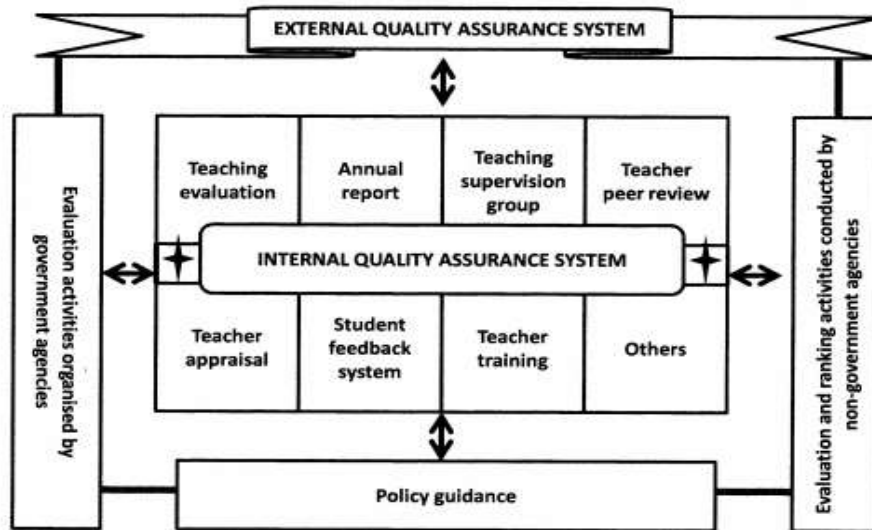 EXTERNAL QUALITY ASSURANCE SYSTEM
Evaluation activities organised by
government agencies
Teaching
evaluation
Annual
report
Teaching
supervision
group
Teacher
peer review
INTERNAL QUALITY ASSURANCE SYSTEM
Teacher
appraisal
Student
feedback
system
Teacher
training
Others
Evaluation and ranking activities conducted by
non-government agencies
Policy guidance